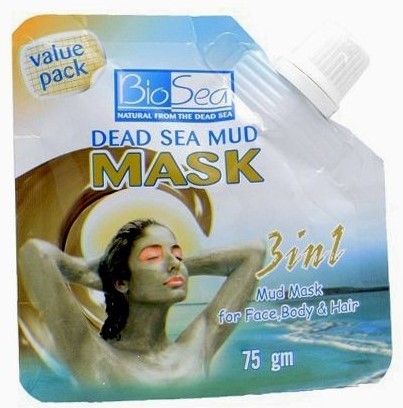 value
pack
BioSea
NATURAL FROM THE DEAD SEA
DEAD SEA MUD
MASK
3in1
Mud Mask
for Face, Body & Hair
75 gm